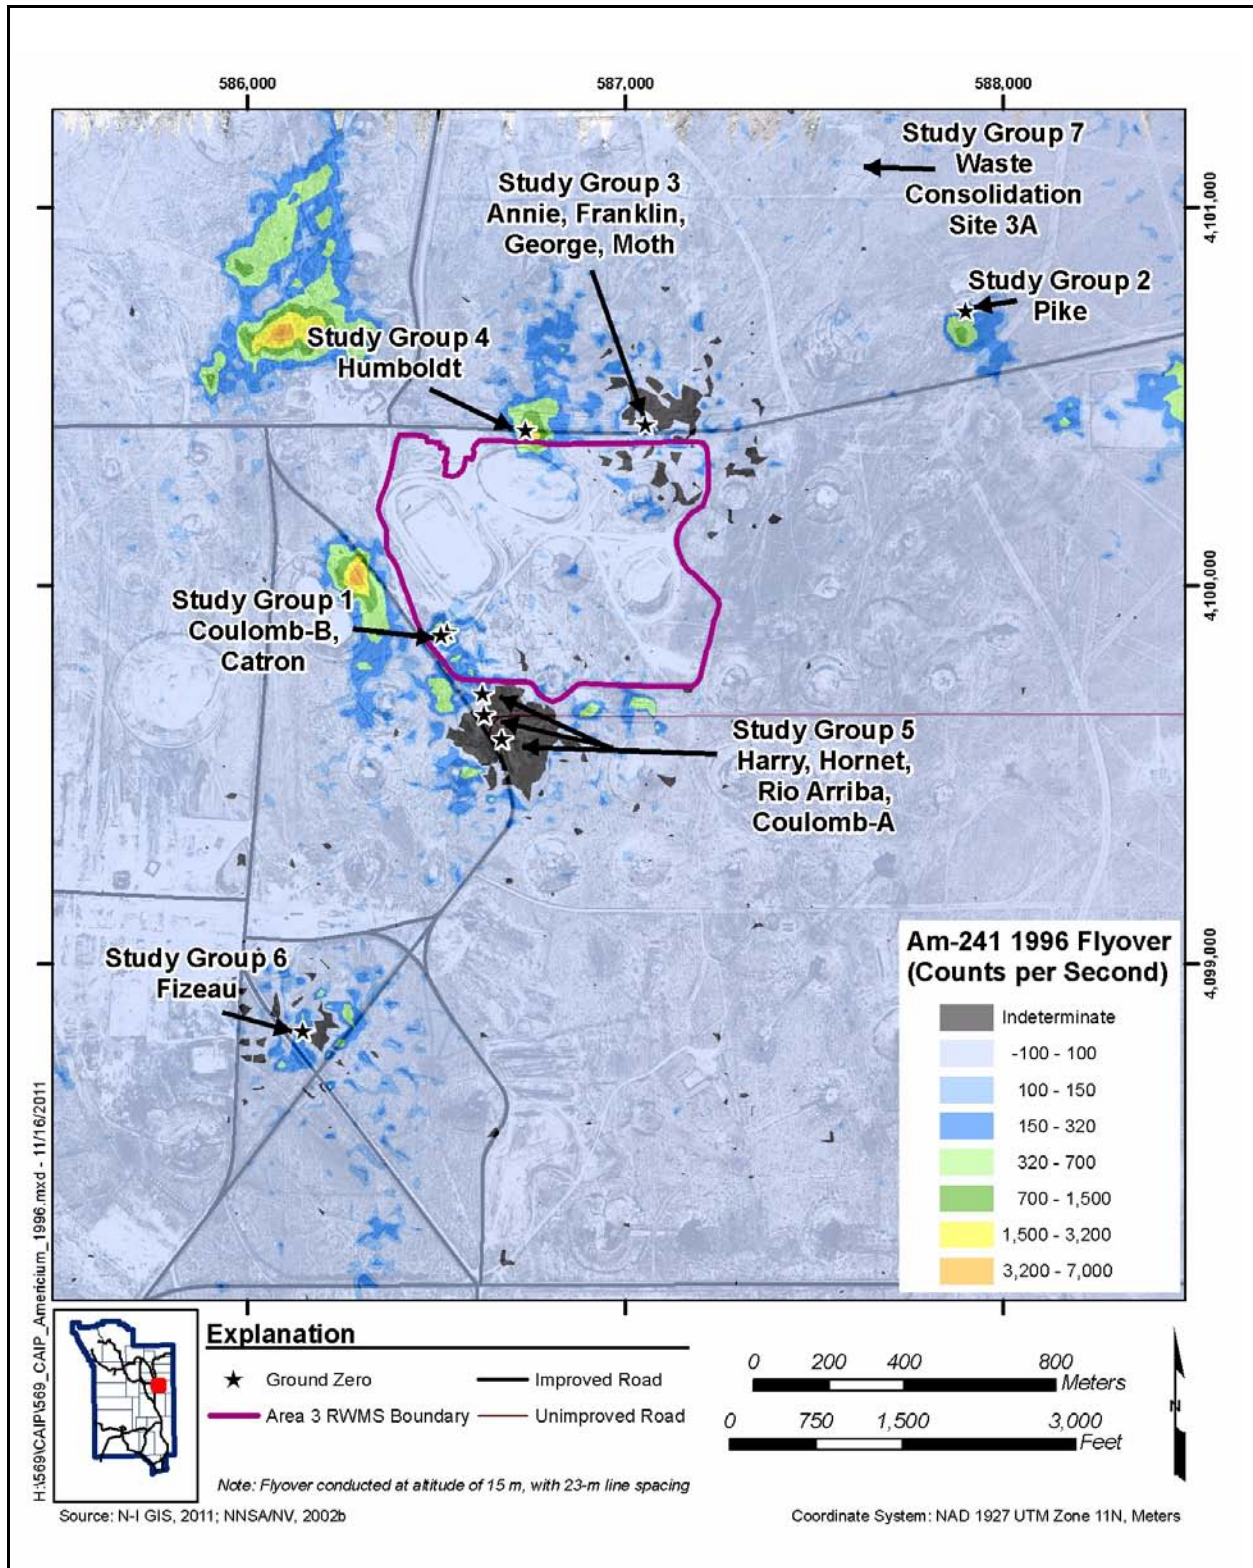 586,000
587,000
588,000
4,101,000
4,100,000
4,099,000
Study Group 7
Waste
Consolidation
Site 3A
Study Group 3
Annie, Franklin,
George, Moth
Study Group 2
Pike
Study Group 4
Humboldt
Study Group 1
Coulomb-B,
Catron
Study Group 5
Harry, Hornet,
Rio Arriba,
Coulomb-A
Study Group 6
Fizeau
Am-241 1996 Flyover
(Counts per Second)
Indeterminate
-100 - 100
100 - 150
150 - 320
320 - 700
700 - 1,500
1,500 - 3,200
3,200 - 7,000
H:\569\CAIP\569_CAIP_Americium_1996.mxd - 11/16/2011
Explanation
Ground Zero
Improved Road
Area 3 RWMS Boundary
Unimproved Road
0 200 400 800
Meters
0 750 1,500 3,000
Feet
N
Note: Flyover conducted at altitude of 15 m, with 23-m line spacing
Source: N-I GIS, 2011; NNSA/NV, 2002b
Coordinate System: NAD 1927 UTM Zone 11N, Meters